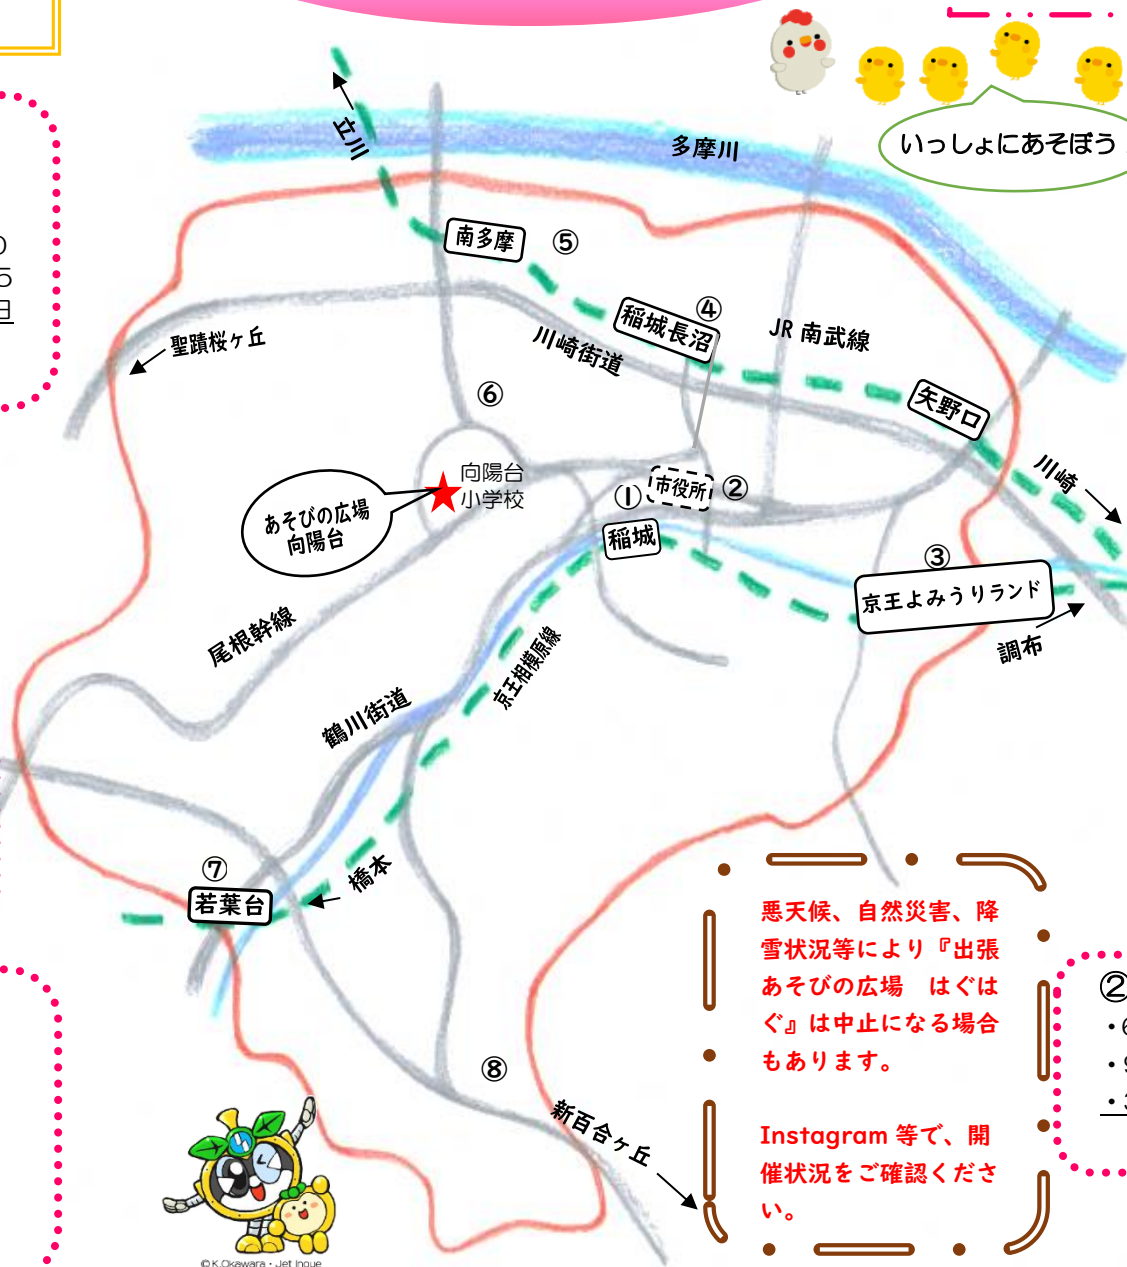 いっしょにあそぼう
立川
多摩川
0
5
日
南多摩
⑤
④
稲城長沼
JR 南武線
聖蹟桜ヶ丘
川崎街道
⑥
矢野口
川崎
向陽台
小学校
あそびの広場
向陽台
①
市役所
②
稲城
③
京王よみうりランド
調布
尾根幹線
京王相模原線
鶴川街道
⑦
若葉台
橋本
悪天候、自然災害、降
雪状況等により『出張
あそびの広場　はぐは
ぐ』は中止になる場合
もあります。
Instagram 等で、開
催状況をご確認くださ
い。
②
⑧
新百合ヶ丘
©K.Okawara・Jet Inoue